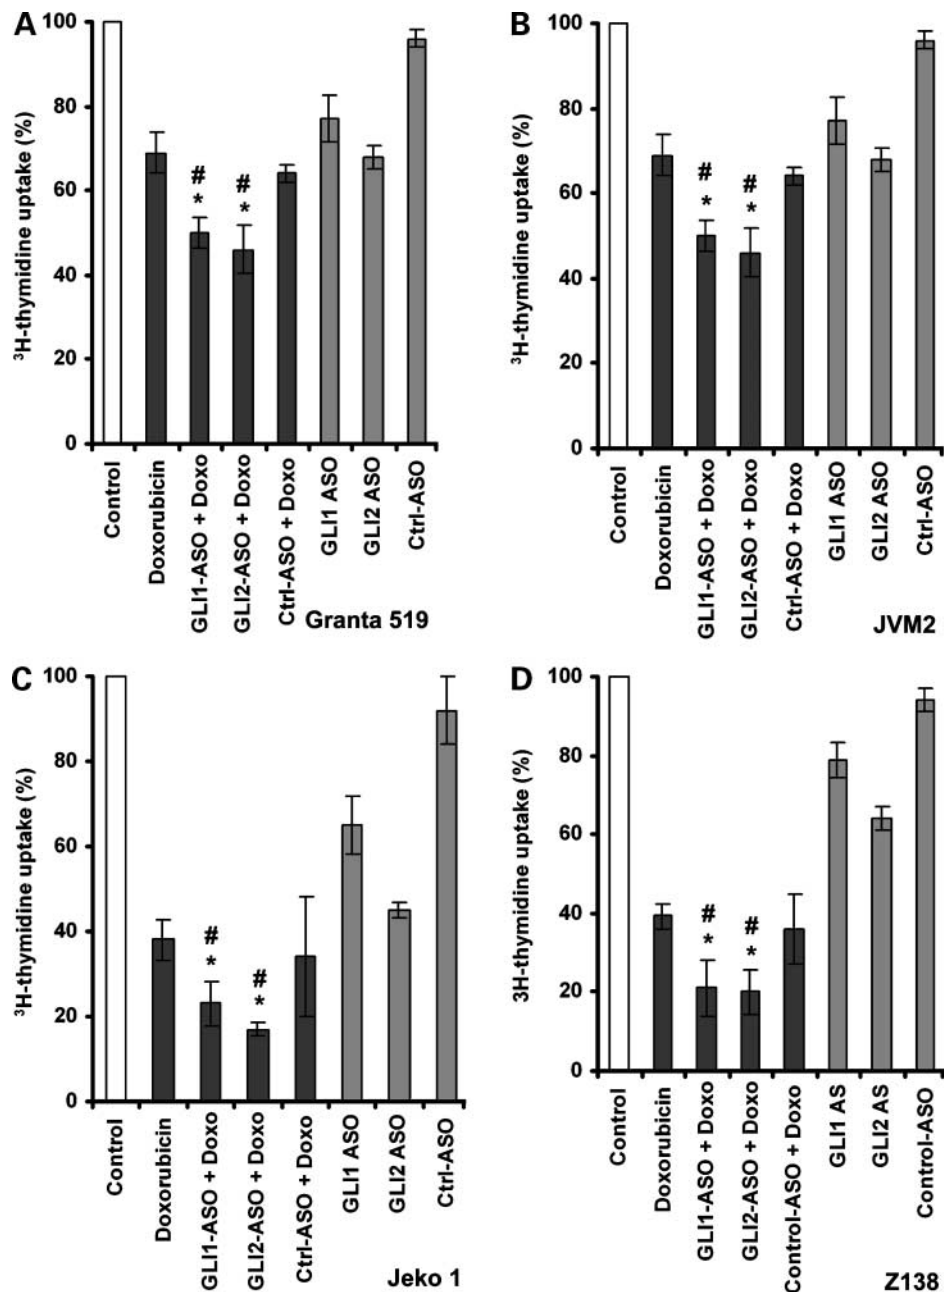 A
³H-thymidine uptake (%)
100
80
60
40
20
0
#
*
#
*
Control
Doxorubicin
GLI1-ASO + Doxo
GLI2-ASO + Doxo
Ctrl-ASO + Doxo
GLI1 ASO
GLI2 ASO
Ctrl-ASO
Granta 519
B
³H-thymidine uptake (%)
100
80
60
40
20
0
#
*
#
*
Control
Doxorubicin
GLI1-ASO + Doxo
GLI2-ASO + Doxo
Ctrl-ASO + Doxo
GLI1 ASO
GLI2 ASO
Ctrl-ASO
JVM2
C
³H-thymidine uptake (%)
100
80
60
40
20
0
#
*
#
*
Control
Doxorubicin
GLI1-ASO + Doxo
GLI2-ASO + Doxo
Ctrl-ASO + Doxo
GLI1 ASO
GLI2 ASO
Ctrl-ASO
Jeko 1
D
3H-thymidine uptake (%)
100
80
60
40
20
0
#
*
#
*
Control
Doxorubicin
GLI1-ASO + Doxo
GLI2-ASO + Doxo
Control-ASO + Doxo
GLI1 AS
GLI2 AS
Control-ASO
Z138